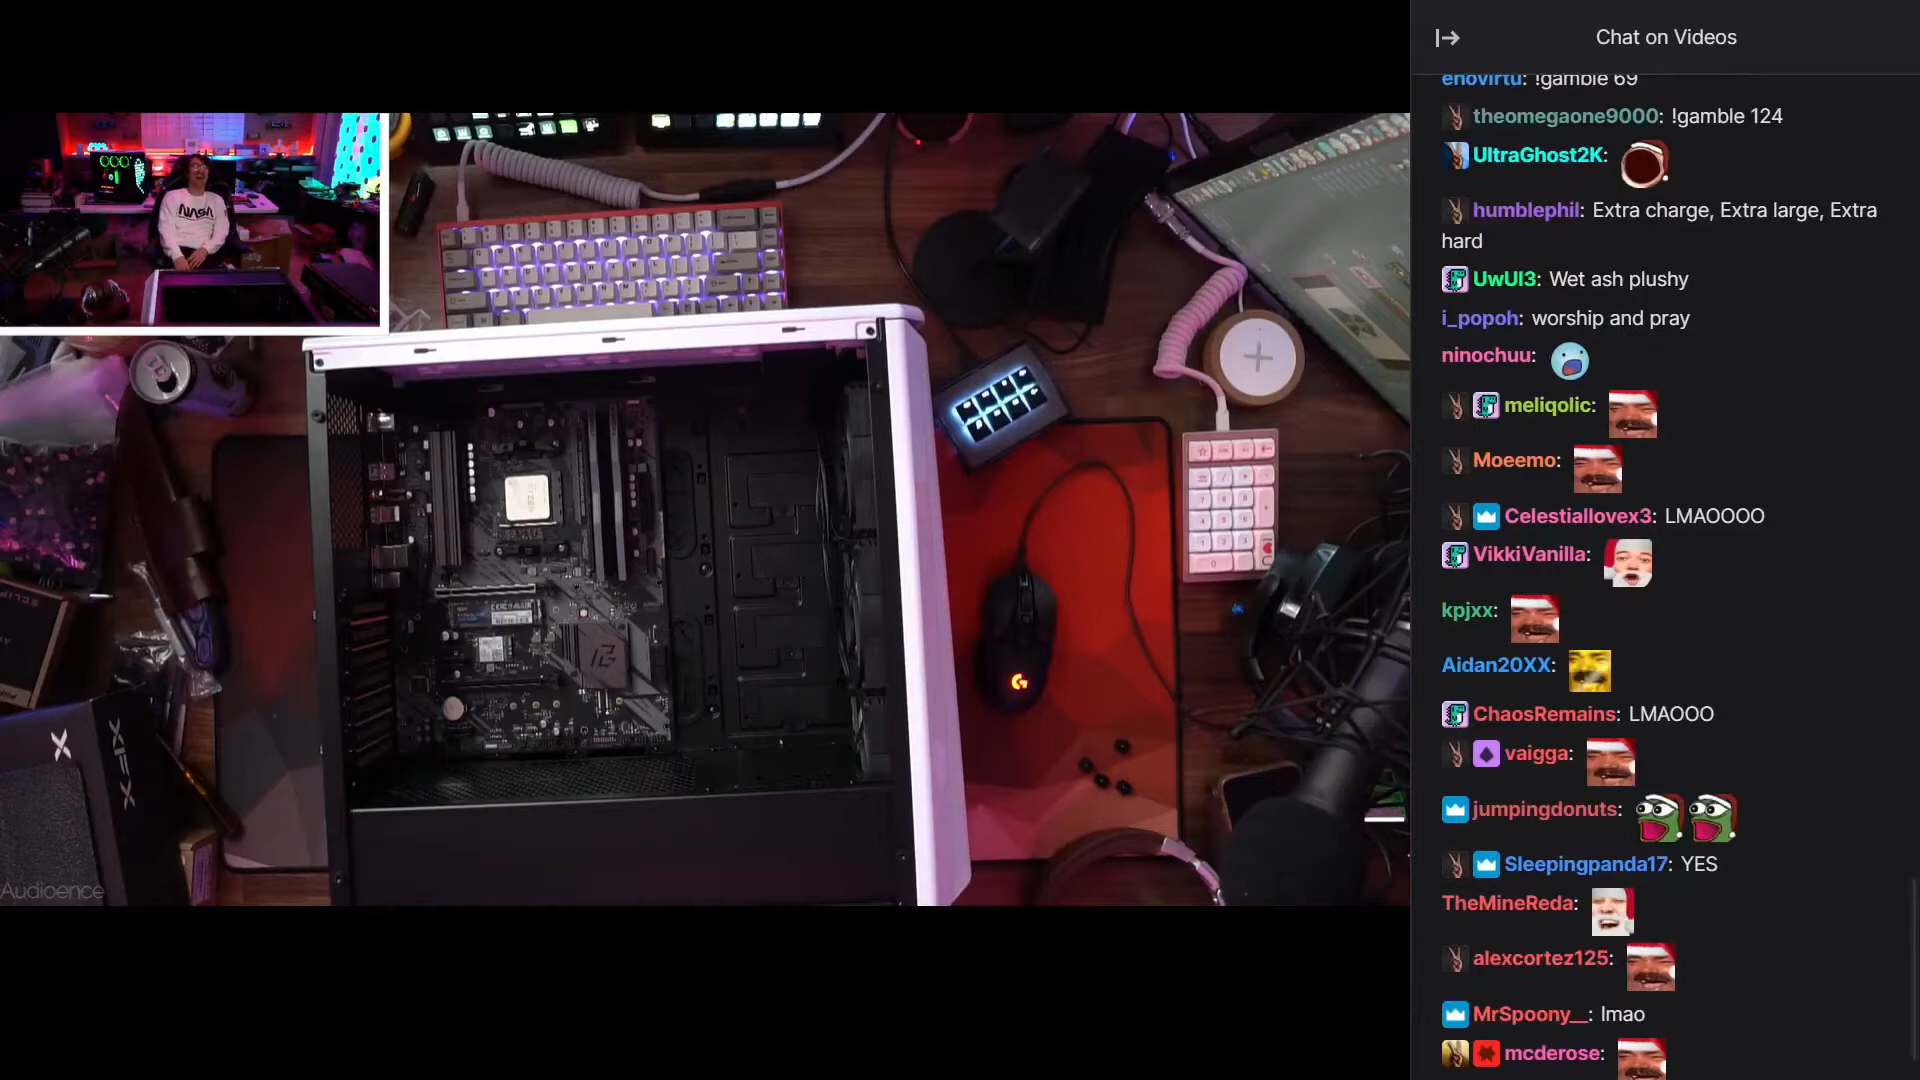 Chat on Videos
enovirtu: !gamble 69
theomegaone9000: !gamble 124
UltraGhost2K:
humblephil: Extra charge, Extra large, Extra
hard
UwUI3: Wet ash plushy
i_popoh: worship and pray
ninochuu:
meliqolic:
Moeemo:
Celestiallovex3: LMAOOOO
VikkiVanilla:
kpjxx:
Aidan20XX:
ChaosRemains: LMAOOO
vaigga:
jumpingdonuts:
Sleepingpanda17: YES
TheMineReda:
alexcortez125:
MrSpoony__: lmao
mcderose:
NASA
XFX
Audioence